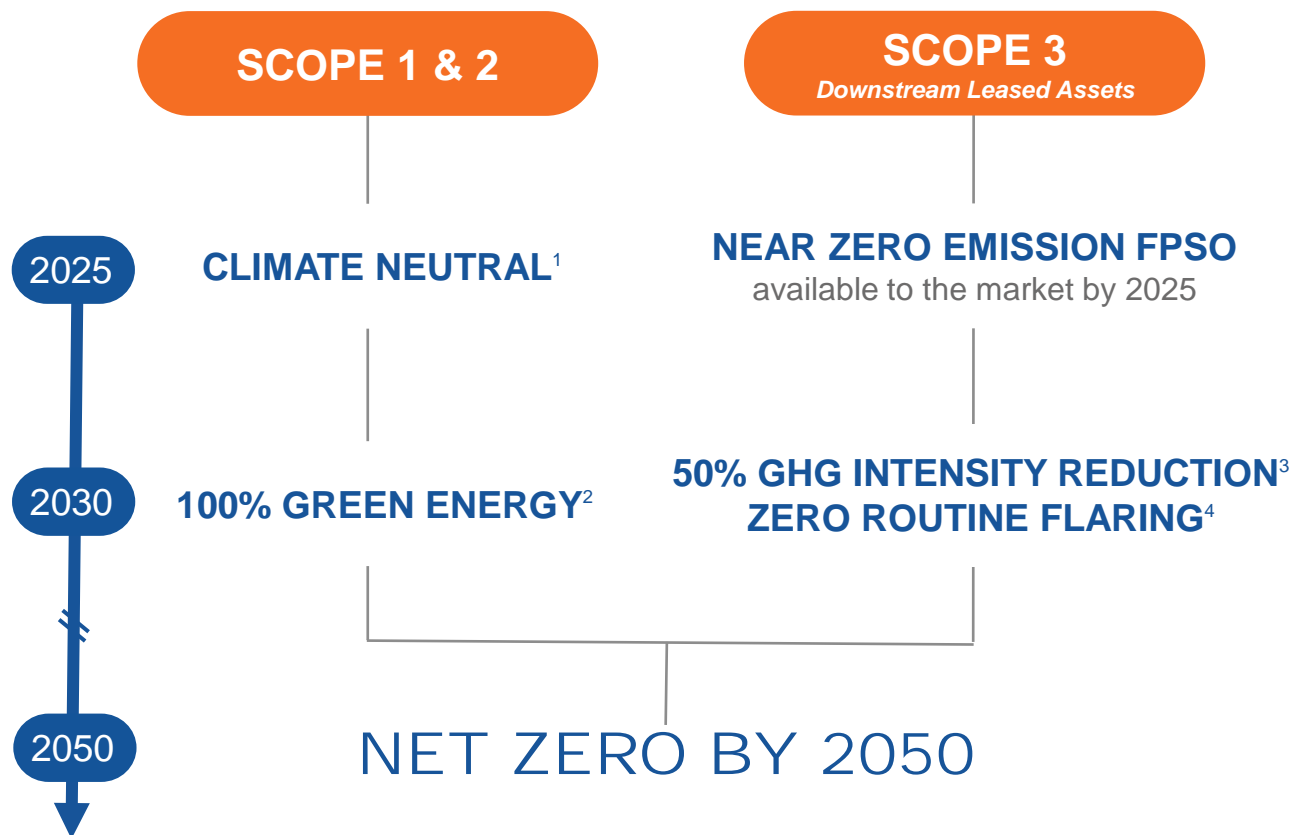 SCOPE 1 & 2
SCOPE 3
Downstream Leased Assets
2025
CLIMATE NEUTRAL¹
NEAR ZERO EMISSION FPSO
available to the market by 2025
2030
100% GREEN ENERGY²
50% GHG INTENSITY REDUCTION³
ZERO ROUTINE FLARING⁴
2050
NET ZERO BY 2050